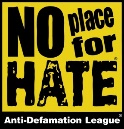 NO place
for
HATE
Anti-Defamation League